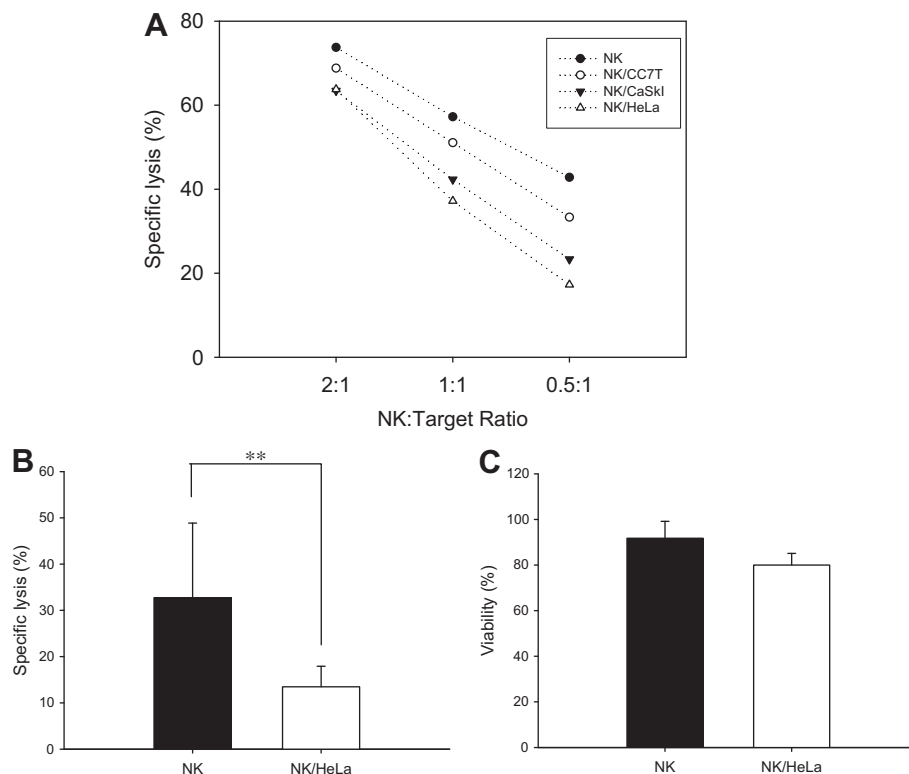 A
80
60
40
20
0
Specific lysis (%)
NK
NK/CC7T
NK/CaSkI
NK/HeLa
2:1
1:1
0.5:1
NK:Target Ratio
B
60
50
40
30
20
10
0
Specific lysis (%)
**
NK
NK/HeLa
C
120
100
80
60
40
20
0
Viability (%)
NK
NK/HeLa